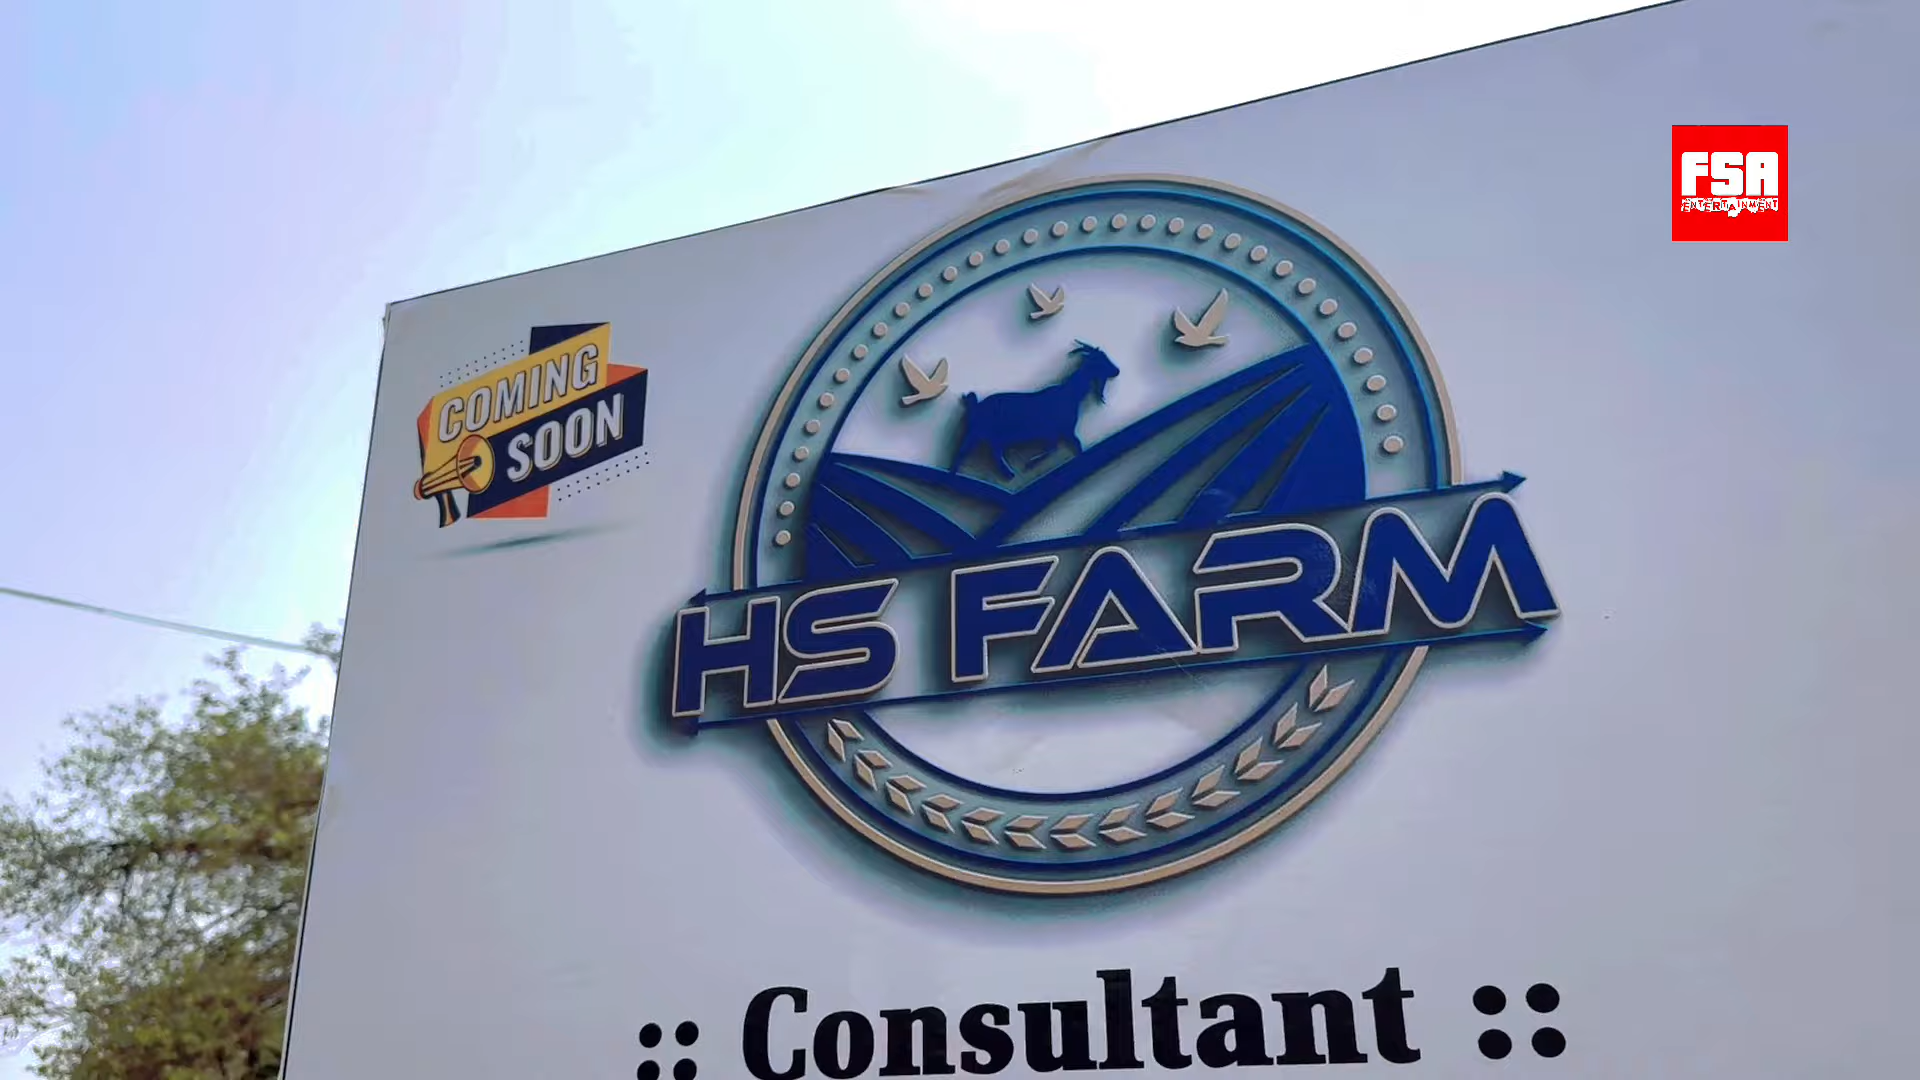 FSA
ENTERTAINMENT
COMING
SOON
HS FARM
:: Consultant ::